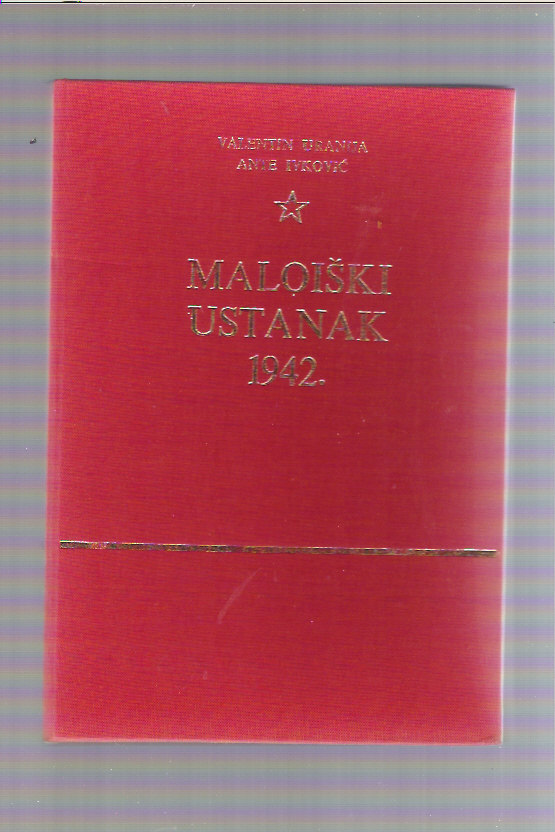 VALENTIN URANIJA
ANTE IVKOVIĆ
MALOIŠKI
USTANAK
1942.